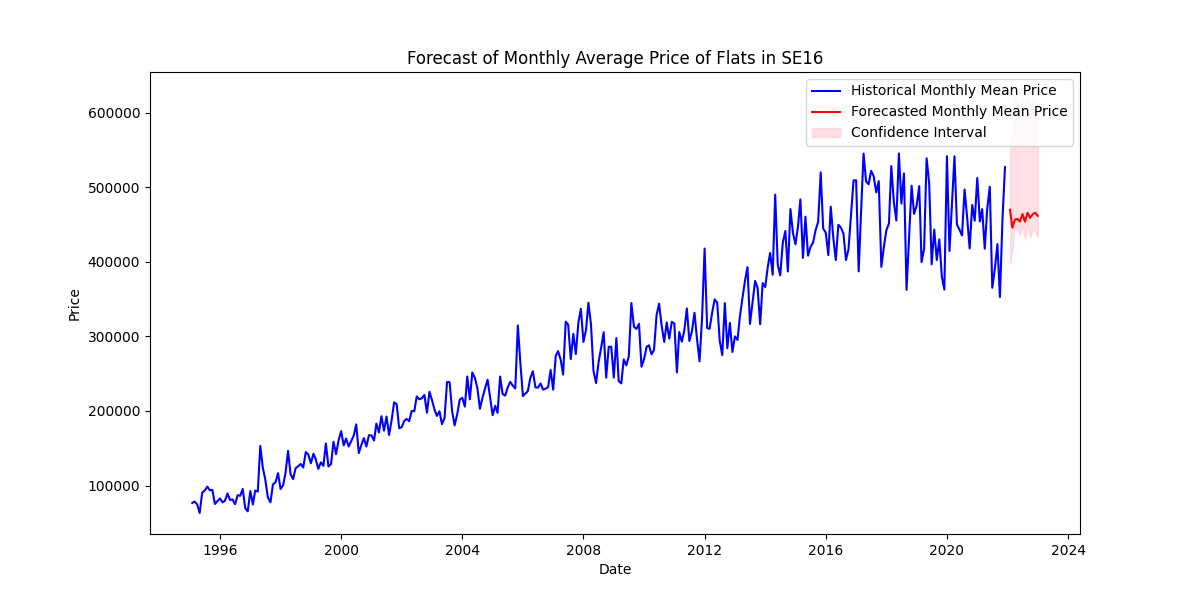 Forecast of Monthly Average Price of Flats in SE16
Historical Monthly Mean Price
Forecasted Monthly Mean Price
Confidence Interval
Price
600000
500000
400000
300000
200000
100000
1996 2000 2004 2008 2012 2016 2020 2024
Date